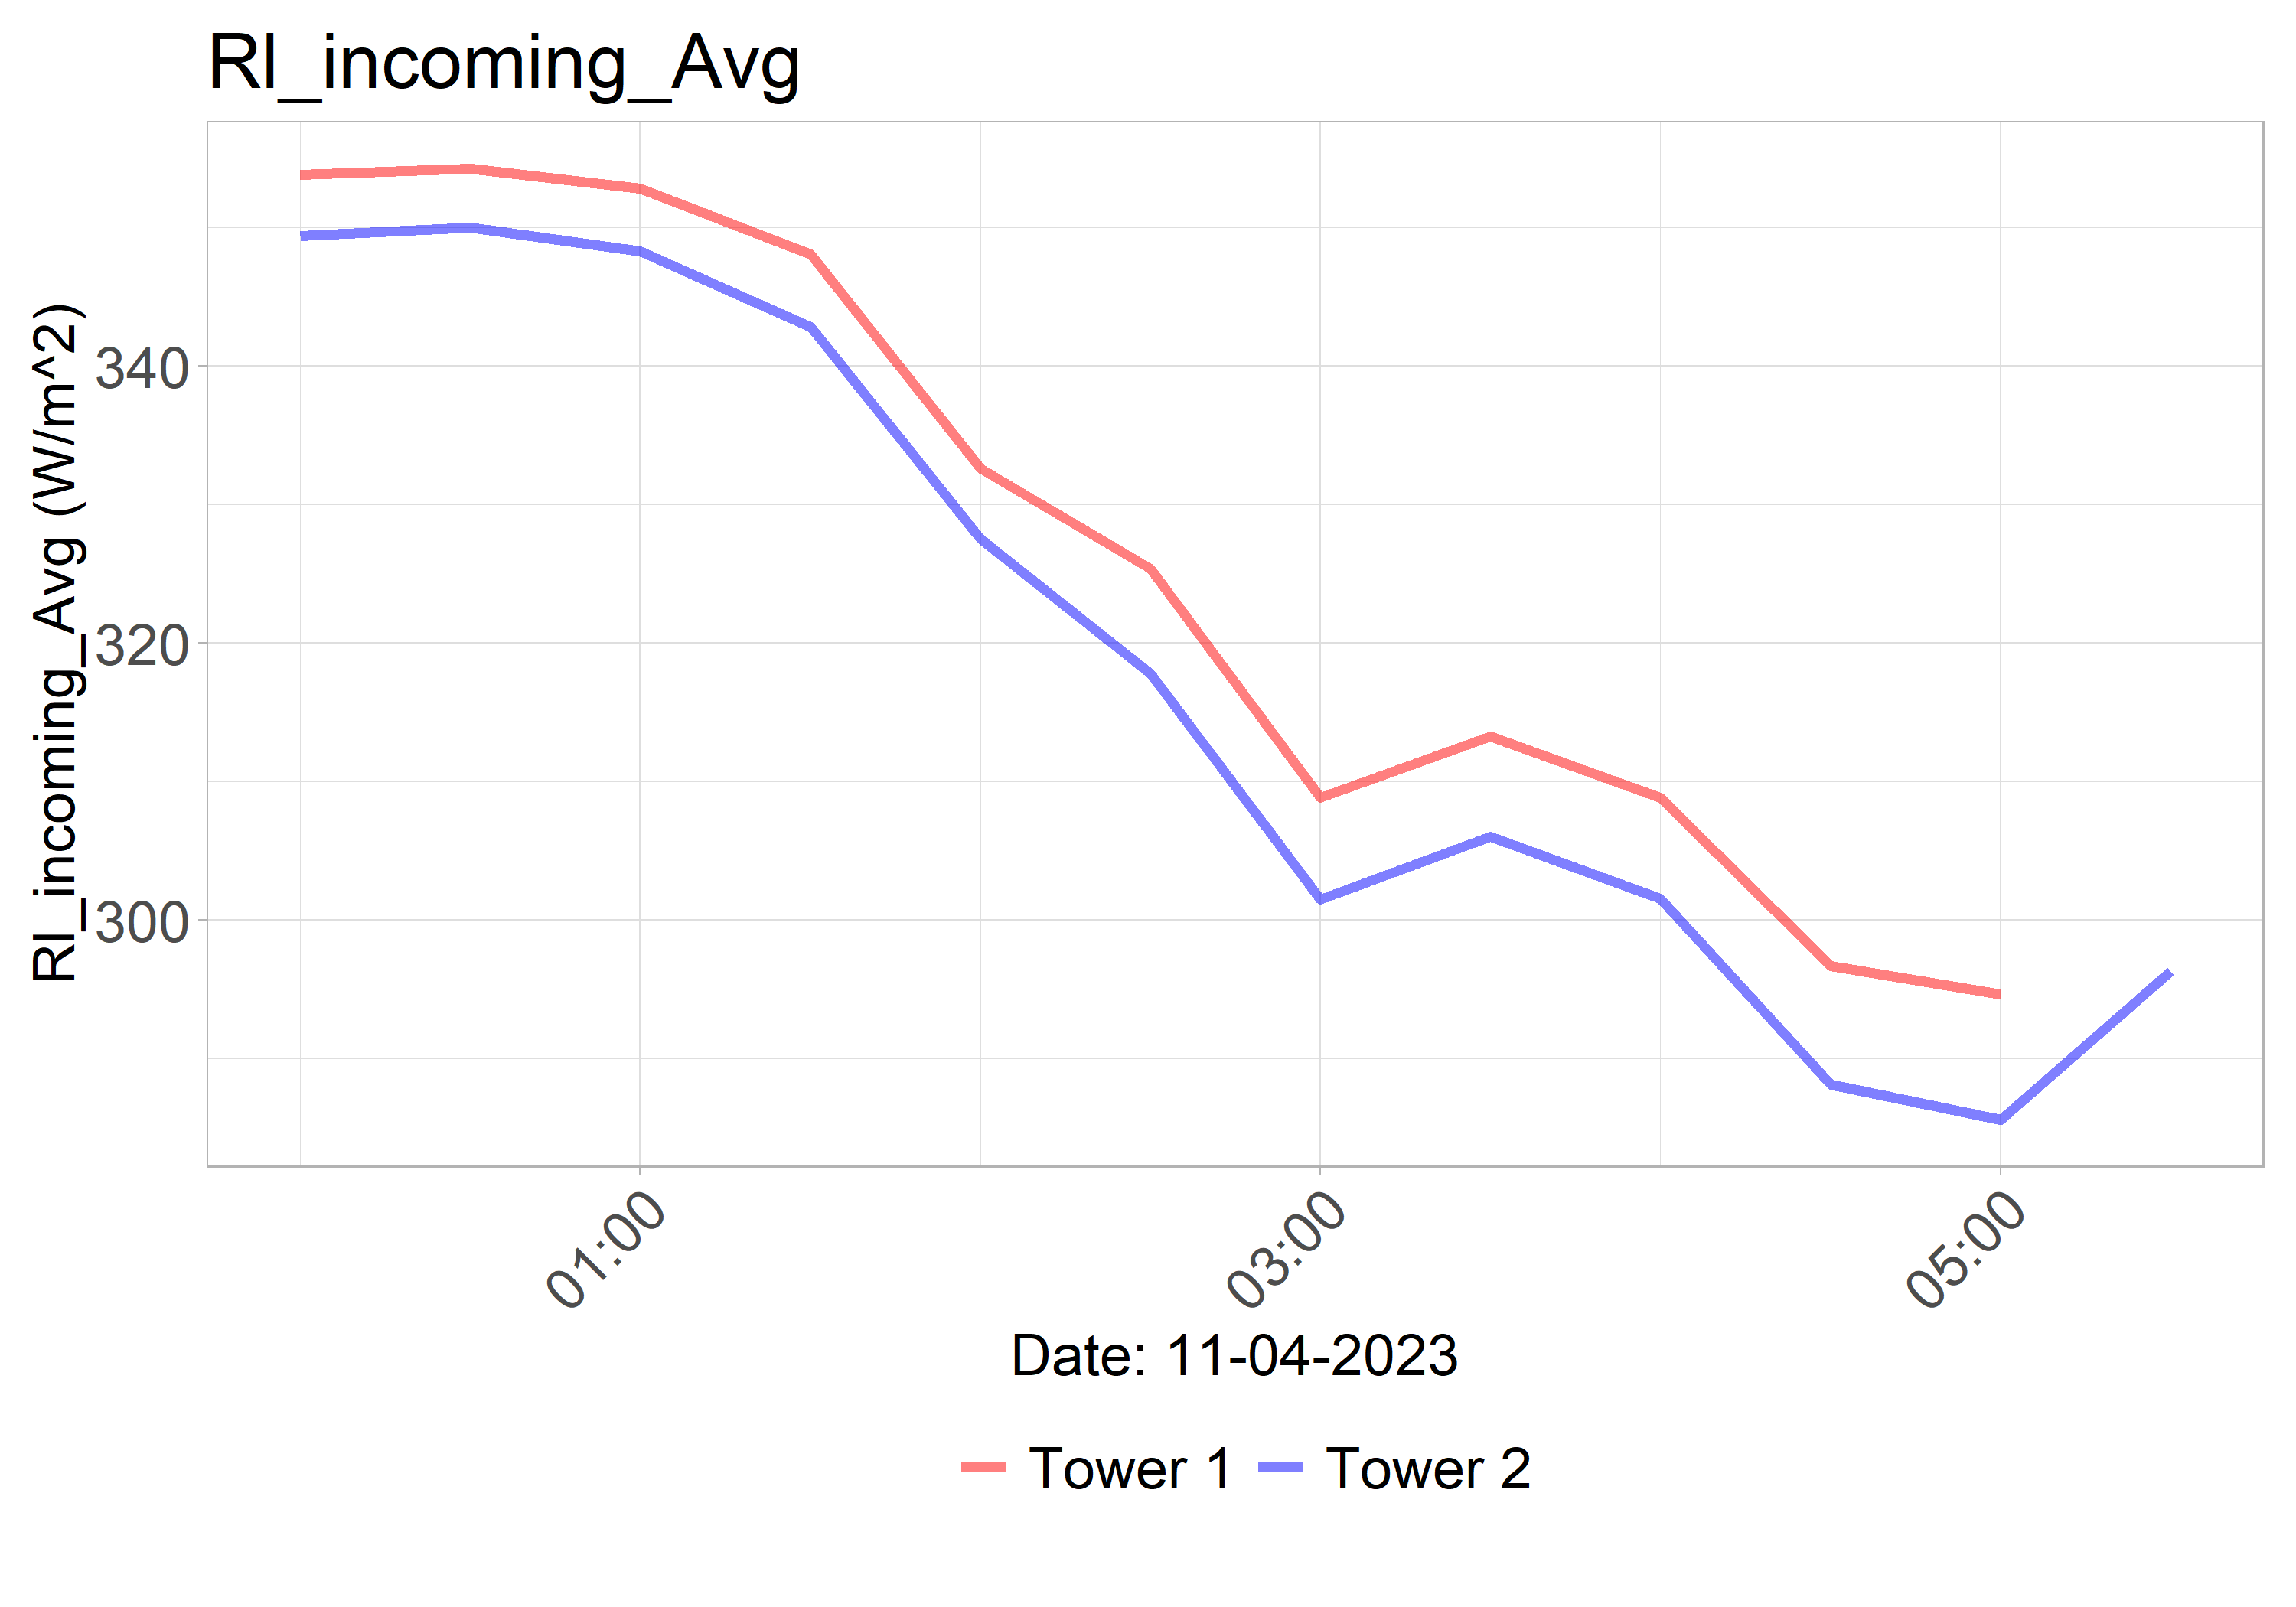 Rl_incoming_Avg
Rl_incoming_Avg (W/m^2)
340
320
300
01:00
03:00
05:00
Date: 11-04-2023
Tower 1
Tower 2